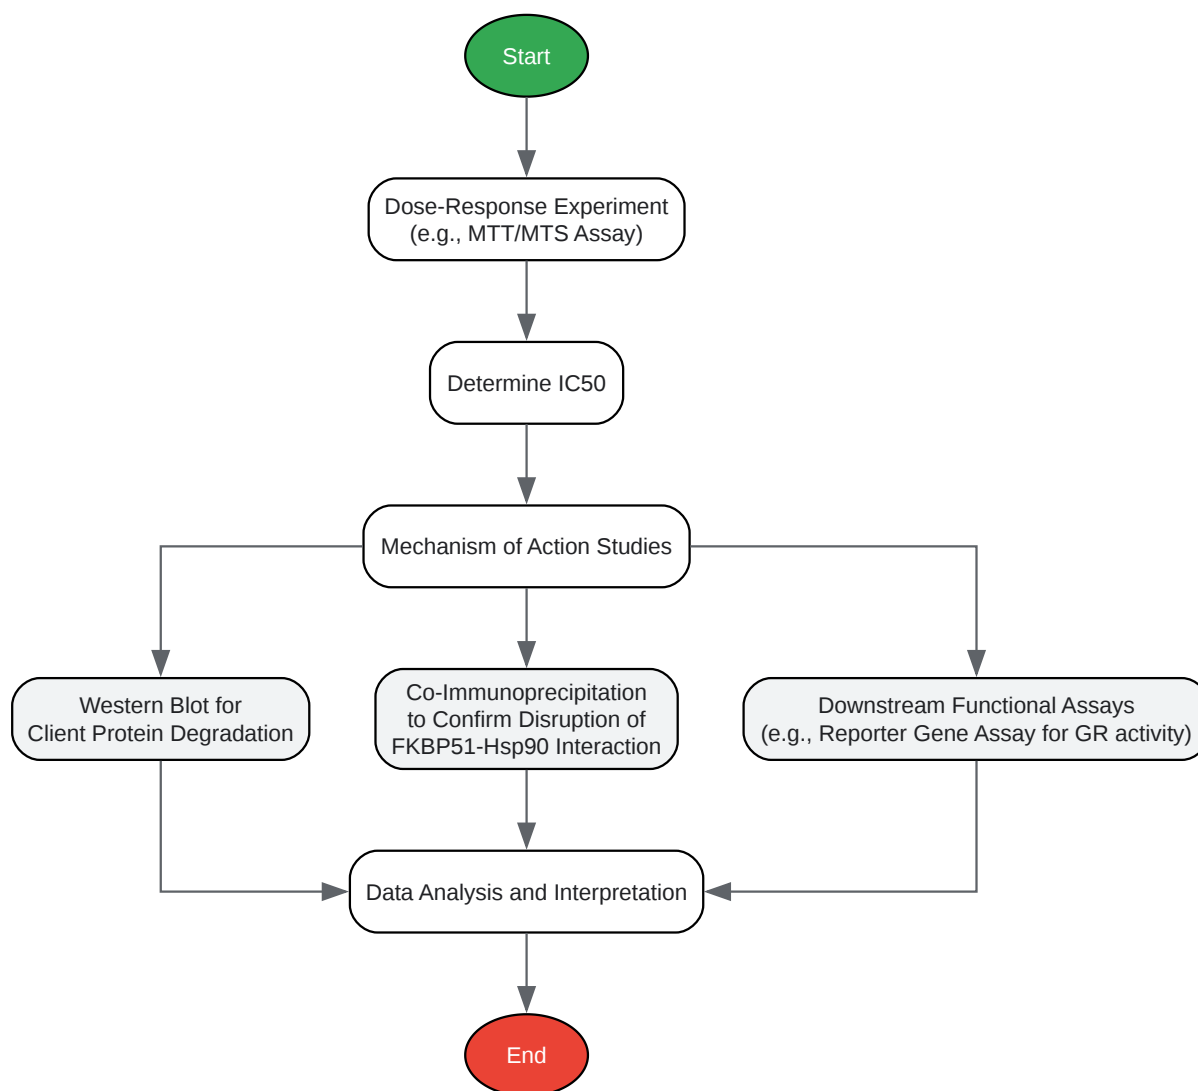 Start
Dose-Response Experiment
(e.g., MTT/MTS Assay)
Determine IC50
Mechanism of Action Studies
Western Blot for
Client Protein Degradation
Co-Immunoprecipitation
to Confirm Disruption of
FKBP51-Hsp90 Interaction
Downstream Functional Assays
(e.g., Reporter Gene Assay for GR activity)
Data Analysis and Interpretation
End